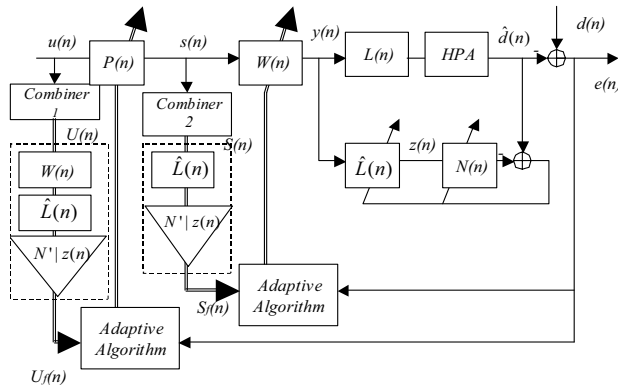 u(n)
P(n)
s(n)
W(n)
y(n)
L(n)
HPA
d̂(n)
-
d(n)
e(n)
Combiner
1
U(n)
Combiner
2
S(n)
W(n)
L̂(n)
N'| z(n)
L̂(n)
N'| z(n)
L̂(n)
z(n)
N(n)
-
Adaptive
Algorithm
S_f(n)
Adaptive
Algorithm
U_f(n)